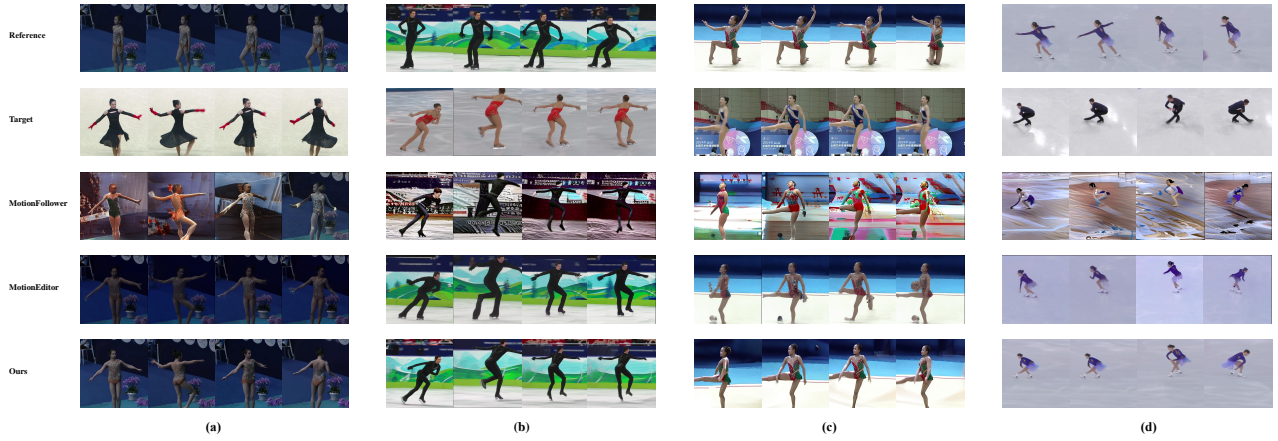 Reference
Target
MotionFollower
MotionEditor
Ours
(a)
(b)
(c)
(d)